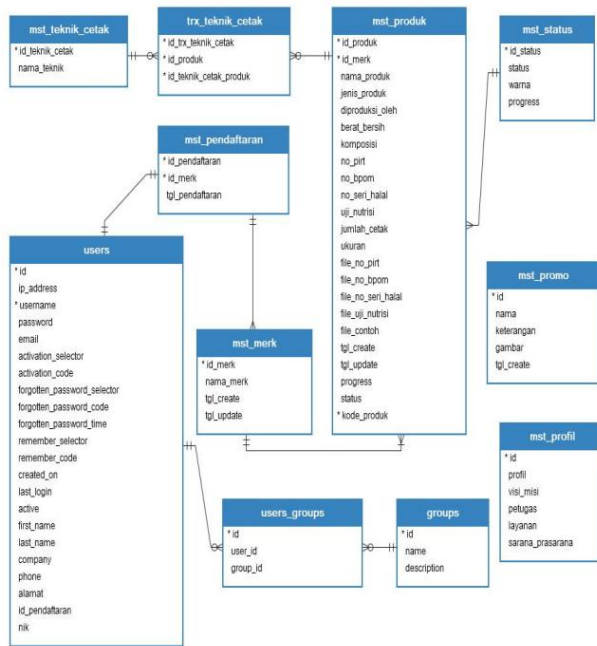 mst_teknik_cetak
* id_teknik_cetak
nama_teknik
trx_teknik_cetak
* id_trx_teknik_cetak
* id_produk
* id_teknik_cetak_produk
mst_produk
* id_produk
* id_merk
nama_produk
jenis_produk
diproduksi_oleh
berat_bersih
komposisi
no_pirt
no_bpom
no_seri_halal
uji_nutrisi
jumlah_cetak
ukuran
file_no_pirt
file_no_bpom
file_no_seri_halal
file_uji_nutrisi
file_contoh
tgl_create
tgl_update
progress
status
* kode_produk
mst_status
* id_status
status
warna
progress
mst_pendaftaran
* id_pendaftaran
* id_merk
tgl_pendaftaran
users
* id
ip_address
* username
password
email
activation_selector
activation_code
forgotten_password_selector
forgotten_password_code
forgotten_password_time
remember_selector
remember_code
created_on
last_login
active
first_name
last_name
company
phone
alamat
id_pendaftaran
nik
mst_merk
* id_merk
nama_merk
tgl_create
tgl_update
mst_promo
* id
nama
keterangan
gambar
tgl_create
mst_profil
* id
profil
visi_misi
petugas
layanan
sarana_prasarana
users_groups
* id
user_id
group_id
groups
* id
name
description